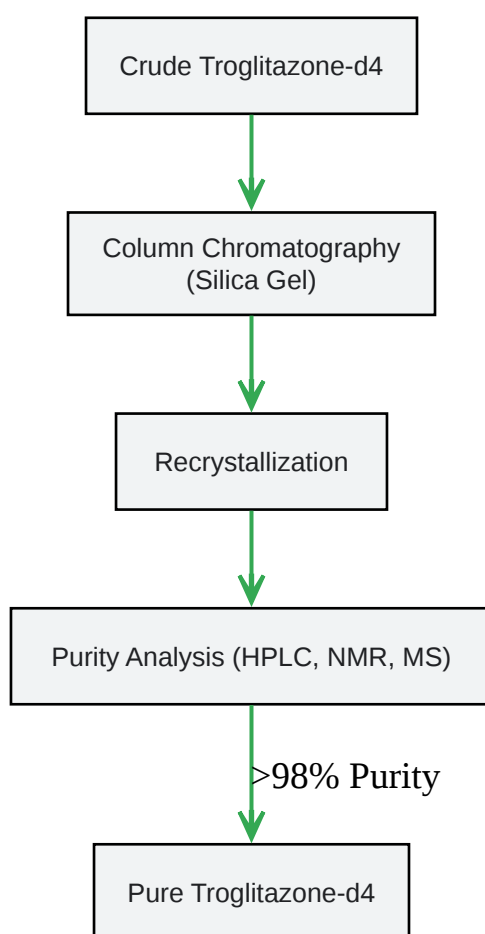 Crude Troglitazone-d4
Column Chromatography
(Silica Gel)
Recrystallization
Purity Analysis (HPLC, NMR, MS)
>98% Purity
Pure Troglitazone-d4